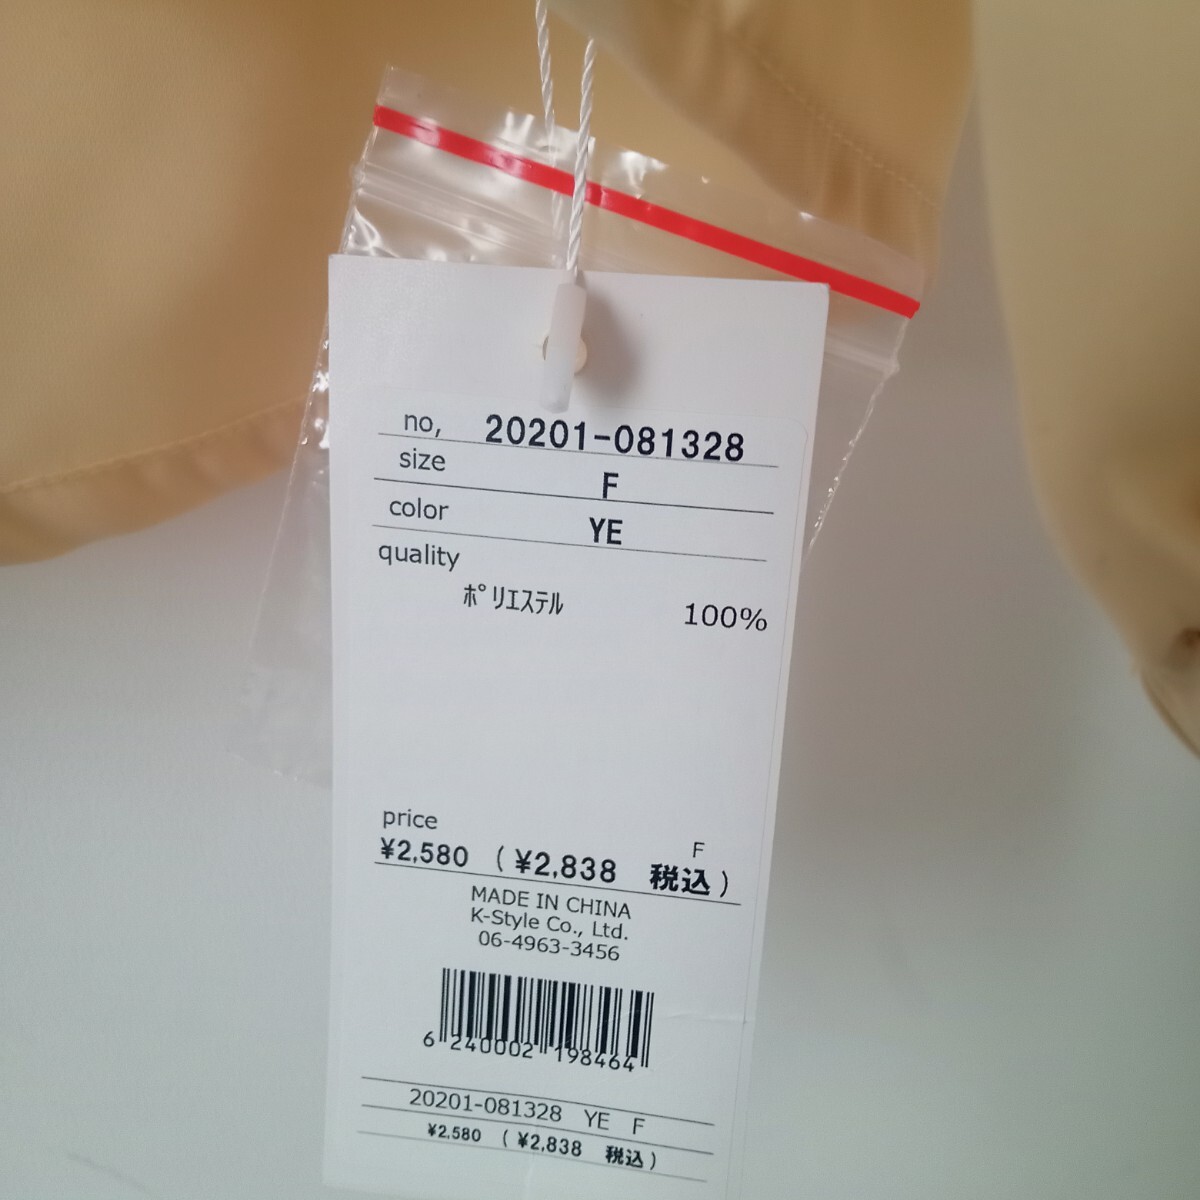 no, 20201-081328
size F
color YE
quality
ﾎﾟﾘｴｽﾃﾙ 100%
price F
¥2,580 (¥2,838 税込)
MADE IN CHINA
K-Style Co., Ltd.
06-4963-3456
6 240002 198464
20201-081328 YE F
¥2,580 (¥2,838 税込)